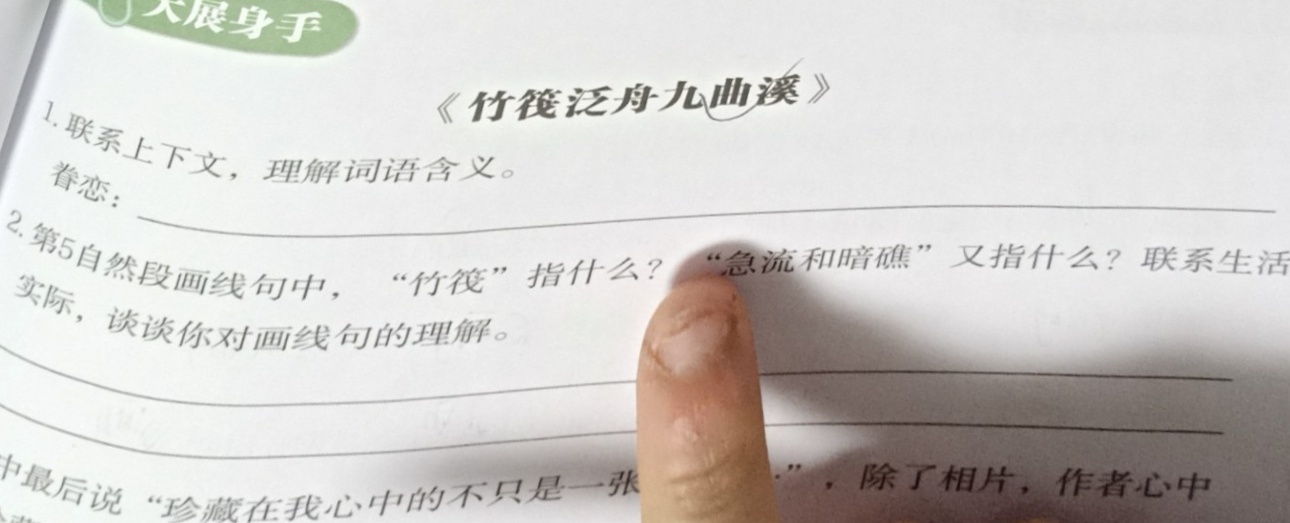 大展身手
《竹筏泛舟九曲溪》
1. 联系上下文，理解词语含义。
眷恋：
2. 第5自然段画线句中，“竹筏”指什么？“急流和暗礁”又指什么？联系生活
实际，谈谈你对画线句的理解。
中最后说“珍藏在我心中的不只是一张”，除了相片，作者心中